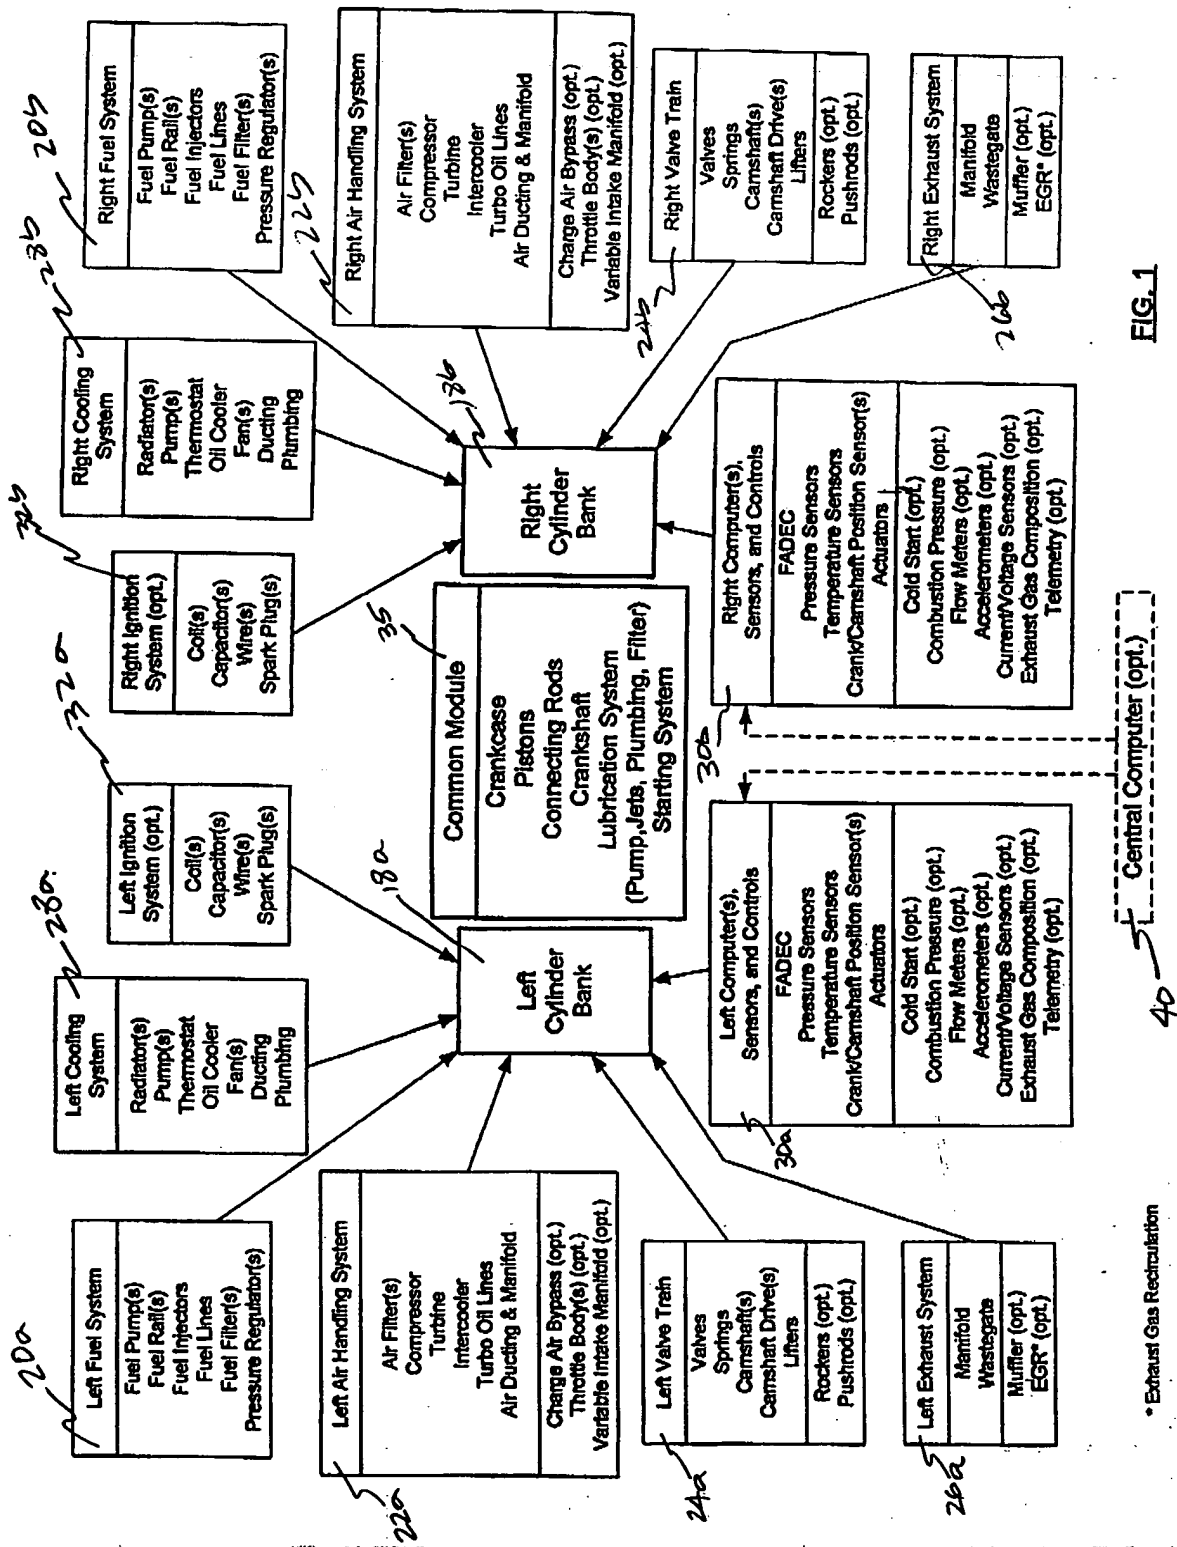 20a
Left Fuel System
Fuel Pump(s)
Fuel Rail(s)
Fuel Injectors
Fuel Lines
Fuel Filter(s)
Pressure Regulator(s)
28a
Left Cooling
System
Radiator(s)
Pump(s)
Thermostat
Oil Cooler
Fan(s)
Ducting
Plumbing
32a
Left Ignition
System (opt.)
Coil(s)
Capacitor(s)
Wire(s)
Spark Plug(s)
32b
Right Ignition
System (opt.)
Coil(s)
Capacitor(s)
Wire(s)
Spark Plug(s)
28b
Right Cooling
System
Radiator(s)
Pump(s)
Thermostat
Oil Cooler
Fan(s)
Ducting
Plumbing
20b
Right Fuel System
Fuel Pump(s)
Fuel Rail(s)
Fuel Injectors
Fuel Lines
Fuel Filter(s)
Pressure Regulator(s)
22a
Left Air Handling System
Air Filter(s)
Compressor
Turbine
Intercooler
Turbo Oil Lines
Air Ducting & Manifold
Charge Air Bypass (opt.)
Throttle Body(s) (opt.)
Variable Intake Manifold (opt.)
18a
Left
Cylinder
Bank
35
Common Module
Crankcase
Pistons
Connecting Rods
Crankshaft
Lubrication System
(Pump,Jets, Plumbing, Filter)
Starting System
18b
Right
Cylinder
Bank
22b
Right Air Handling System
Air Filter(s)
Compressor
Turbine
Intercooler
Turbo Oil Lines
Air Ducting & Manifold
Charge Air Bypass (opt.)
Throttle Body(s) (opt.)
Variable Intake Manifold (opt.)
24a
Left Valve Train
Valves
Springs
Camshaft(s)
Camshaft Drive(s)
Lifters
Rockers (opt.)
Pushrods (opt.)
24b
Right Valve Train
Valves
Springs
Camshaft(s)
Camshaft Drive(s)
Lifters
Rockers (opt.)
Pushrods (opt.)
30a
Left Computer(s),
Sensors, and Controls
FADEC
Pressure Sensors
Temperature Sensors
Crank/Camshaft Position Sensor(s)
Actuators
Cold Start (opt.)
Combustion Pressure (opt.)
Flow Meters (opt.)
Accelerometers (opt.)
Current/Voltage Sensors (opt.)
Exhaust Gas Composition (opt.)
Telemetry (opt.)
30b
Right Computer(s),
Sensors, and Controls
FADEC
Pressure Sensors
Temperature Sensors
Crank/Camshaft Position Sensor(s)
Actuators
Cold Start (opt.)
Combustion Pressure (opt.)
Flow Meters (opt.)
Accelerometers (opt.)
Current/Voltage Sensors (opt.)
Exhaust Gas Composition (opt.)
Telemetry (opt.)
26a
Left Exhaust System
Manifold
Wastegate
Muffler (opt.)
EGR* (opt.)
26b
Right Exhaust System
Manifold
Wastegate
Muffler (opt.)
EGR* (opt.)
40
Central Computer (opt.)
* Exhaust Gas Recirculation
FIG. 1